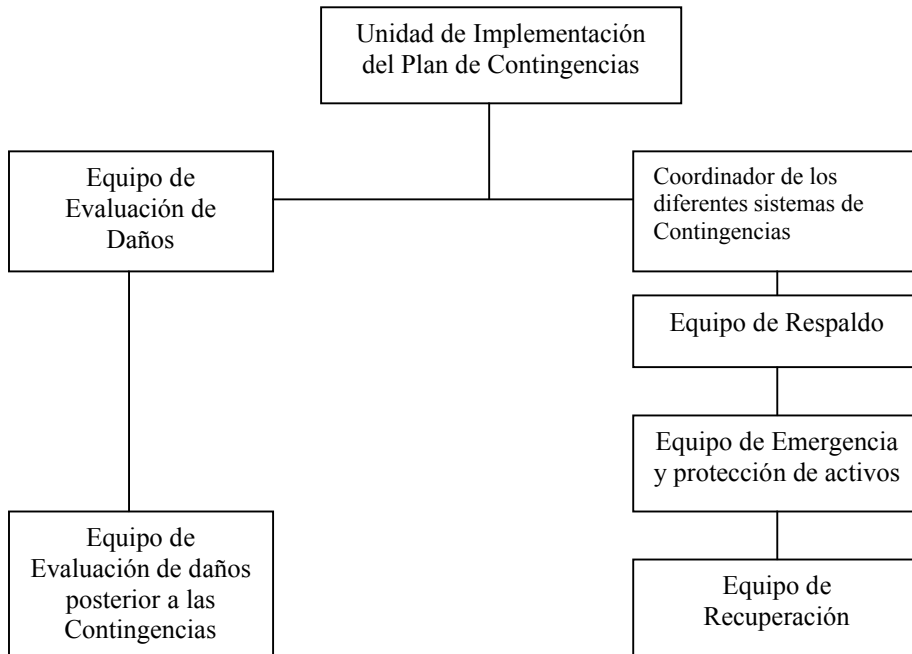 Unidad de Implementación
del Plan de Contingencias
Equipo de
Evaluación de
Daños
Coordinador de los
diferentes sistemas de
Contingencias
Equipo de Respaldo
Equipo de Emergencia
y protección de activos
Equipo de
Evaluación de daños
posterior a las
Contingencias
Equipo de
Recuperación